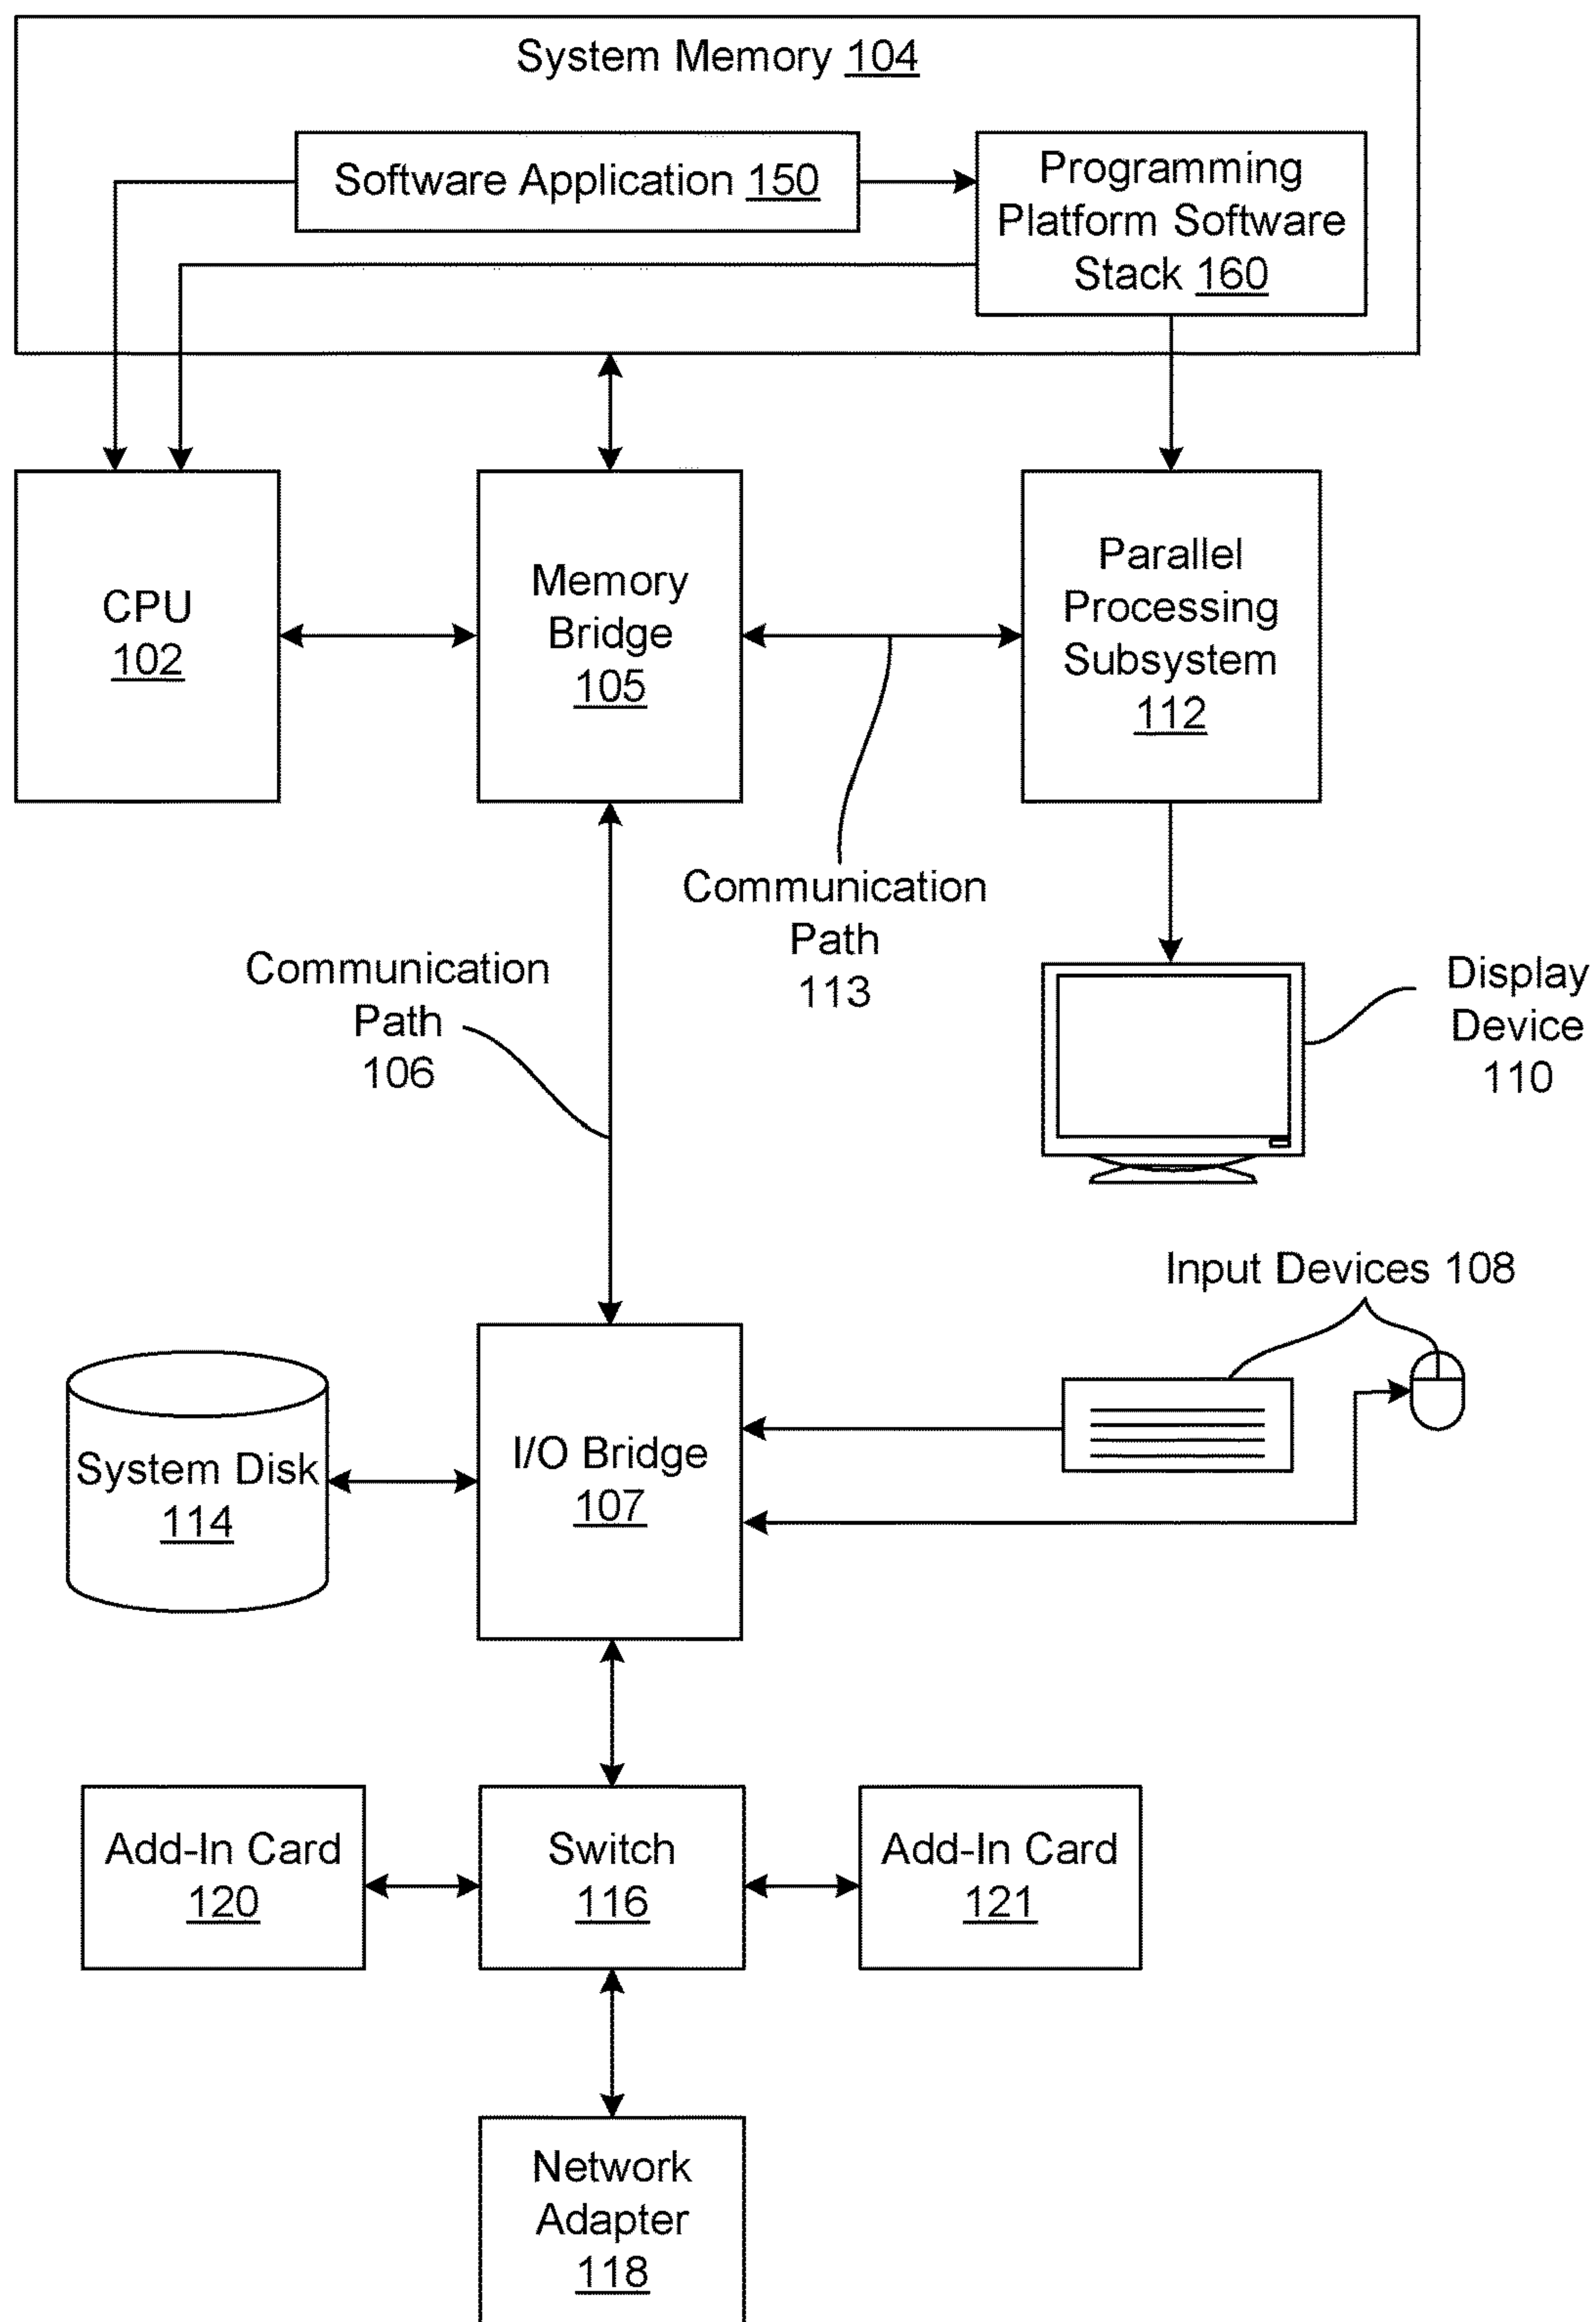 System Memory 104
Software Application 150
Programming
Platform Software
Stack 160
CPU
102
Memory
Bridge
105
Parallel
Processing
Subsystem
112
Communication
Path
113
Communication
Path
106
Display
Device
110
Input Devices 108
System Disk
114
I/O Bridge
107
Add-In Card
120
Switch
116
Add-In Card
121
Network
Adapter
118